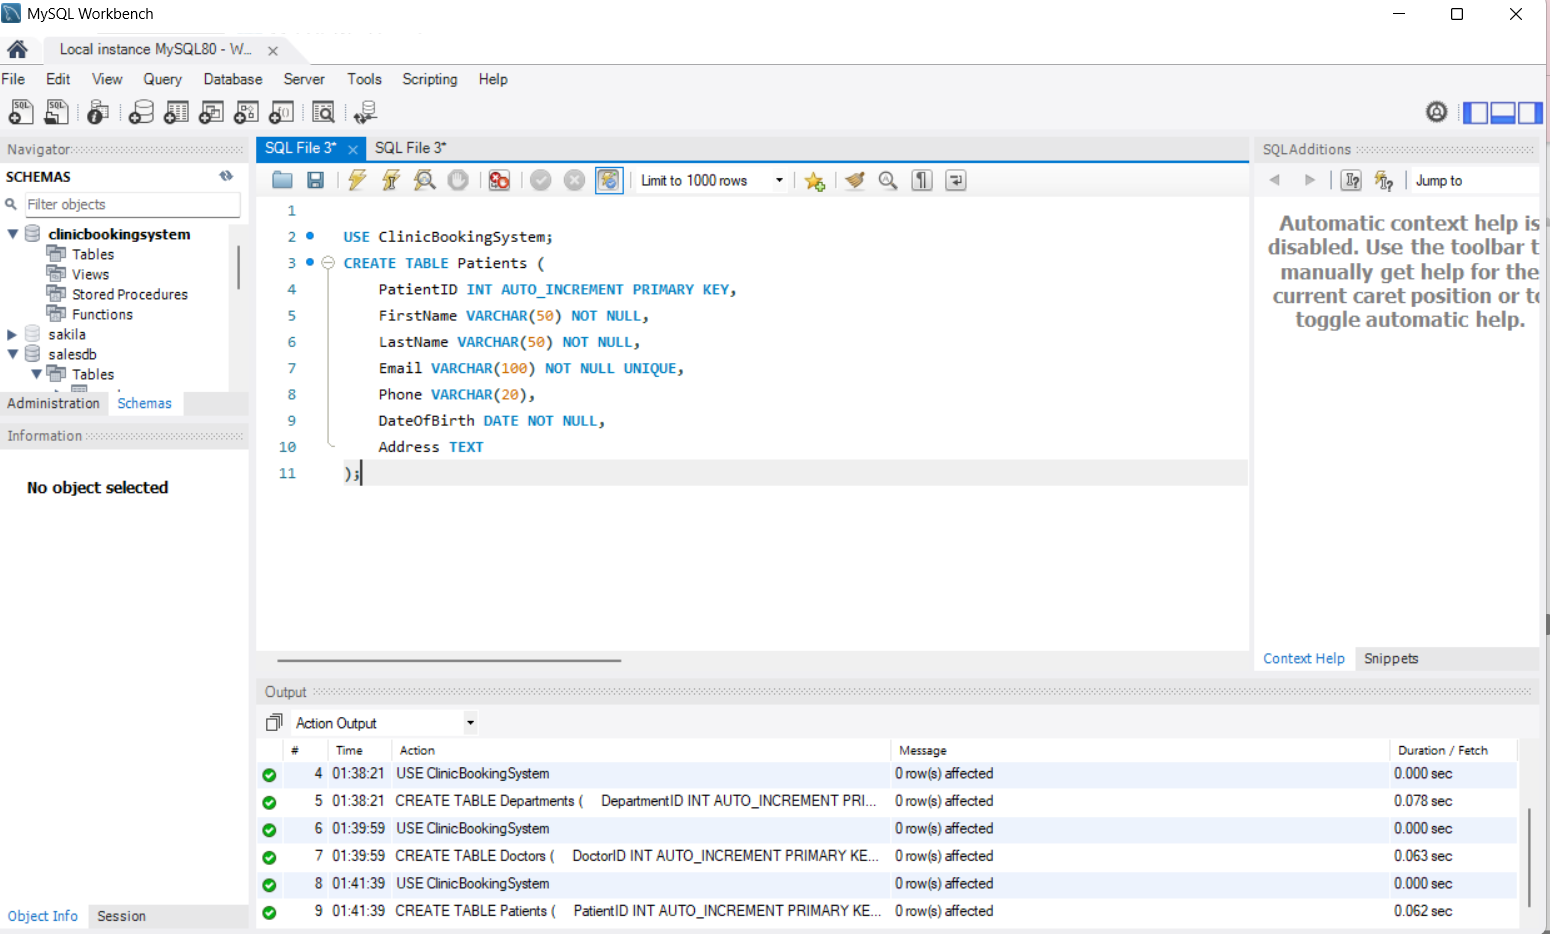 MySQL Workbench
Local instance MySQL80 - W...
File Edit View Query Database Server Tools Scripting Help
Navigator
SCHEMAS
Filter objects
clinicbookingsystem
Tables
Views
Stored Procedures
Functions
sakila
salesdb
Tables
Administration Schemas
Information
No object selected
Object Info Session
SQL File 3* SQL File 3*
Limit to 1000 rows
1
2 USE ClinicBookingSystem;
3 CREATE TABLE Patients (
4 PatientID INT AUTO_INCREMENT PRIMARY KEY,
5 FirstName VARCHAR(50) NOT NULL,
6 LastName VARCHAR(50) NOT NULL,
7 Email VARCHAR(100) NOT NULL UNIQUE,
8 Phone VARCHAR(20),
9 DateOfBirth DATE NOT NULL,
10 Address TEXT
11 );
SQLAdditions
Jump to
Automatic context help is
disabled. Use the toolbar t
manually get help for the
current caret position or to
toggle automatic help.
Context Help Snippets
Output
Action Output
# Time Action Message Duration / Fetch
4 01:38:21 USE ClinicBookingSystem 0 row(s) affected 0.000 sec
5 01:38:21 CREATE TABLE Departments ( DepartmentID INT AUTO_INCREMENT PRI... 0 row(s) affected 0.078 sec
6 01:39:59 USE ClinicBookingSystem 0 row(s) affected 0.000 sec
7 01:39:59 CREATE TABLE Doctors ( DoctorID INT AUTO_INCREMENT PRIMARY KE... 0 row(s) affected 0.063 sec
8 01:41:39 USE ClinicBookingSystem 0 row(s) affected 0.000 sec
9 01:41:39 CREATE TABLE Patients ( PatientID INT AUTO_INCREMENT PRIMARY KE... 0 row(s) affected 0.062 sec